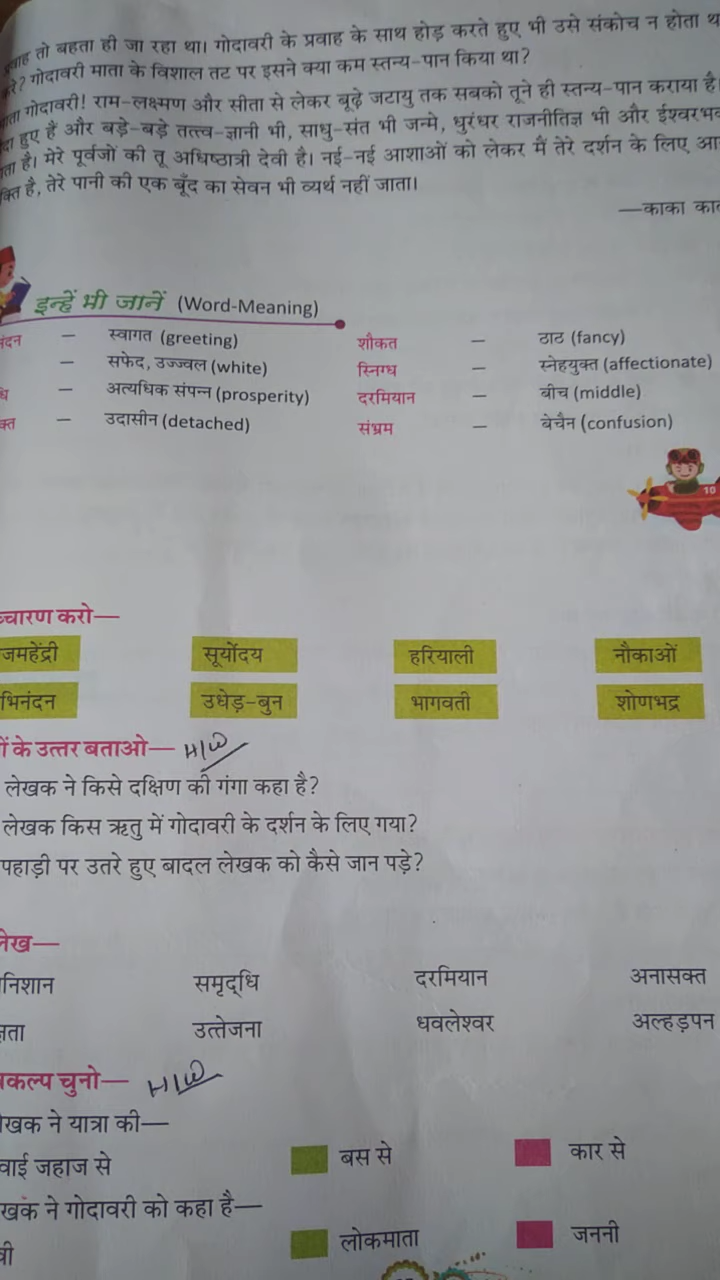 तो बहता ही जा रहा था। गोदावरी के प्रवाह के साथ होड़ करते हुए भी उसे संकोच न होता
गोदावरी माता के विशाल तट पर इसने क्या कम स्तन्य-पान किया था?
गोदावरी! राम-लक्ष्मण और सीता से लेकर बूढ़े जटायु तक सबको तूने ही स्तन्य-पान कराया है।
हुए हैं और बड़े-बड़े तत्त्व-ज्ञानी भी, साधु-संत भी जन्मे, धुरंधर राजनीतिज्ञ भी और
है। मेरे पूर्वजों की तू अधिष्ठात्री देवी है। नई-नई आशाओं को लेकर मैं तेरे दर्शन के लिए
है, तेरे पानी की एक बूँद का सेवन भी व्यर्थ नहीं जाता।
—काका
इन्हें भी जानें (Word-Meaning)
— स्वागत (greeting) शौकत — ठाठ (fancy)
— सफेद, उज्ज्वल (white) स्निग्ध — स्नेहयुक्त (affectionate)
— अत्यधिक संपन्न (prosperity) दरमियान — बीच (middle)
— उदासीन (detached) संभ्रम — बेचैन (confusion)
10
च्चारण करो—
जमहेंद्री सूर्योदय हरियाली नौकाओं
भिनंदन उधेड़-बुन भागवती शोणभद्र
के उत्तर बताओ— H/W
लेखक ने किसे दक्षिण की गंगा कहा है?
लेखक किस ऋतु में गोदावरी के दर्शन के लिए गया?
पहाड़ी पर उतरे हुए बादल लेखक को कैसे जान पड़े?
लेख—
निशान समृद्धि दरमियान अनासक्त
उत्तेजना धवलेश्वर अल्हड़पन
कल्प चुनो— H/W
खक ने यात्रा की—
वाई जहाज से बस से कार से
खक ने गोदावरी को कहा है—
लोकमाता जननी